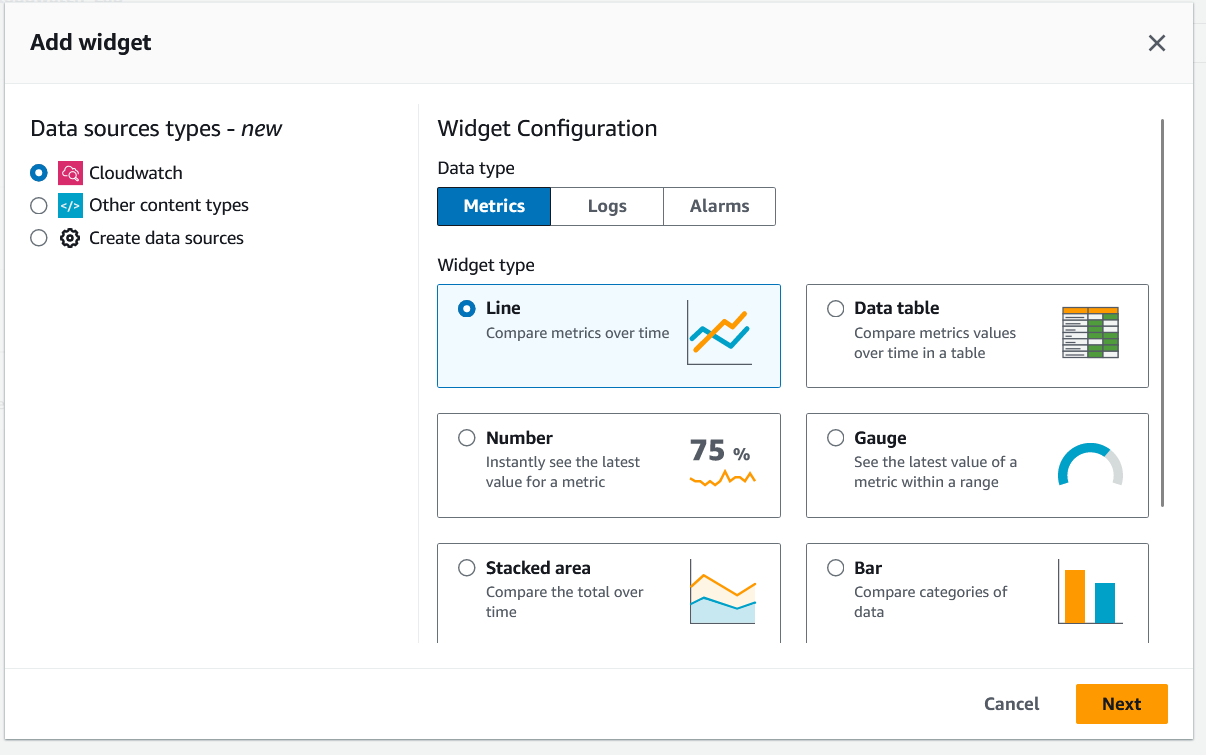 Add widget
Data sources types - new
Cloudwatch
</> Other content types
Create data sources
Widget Configuration
Data type
Metrics
Logs
Alarms
Widget type
Line
Compare metrics over time
Data table
Compare metrics values
over time in a table
Number
Instantly see the latest
value for a metric
75 %
Gauge
See the latest value of a
metric within a range
Stacked area
Compare the total over
time
Bar
Compare categories of
data
Cancel
Next